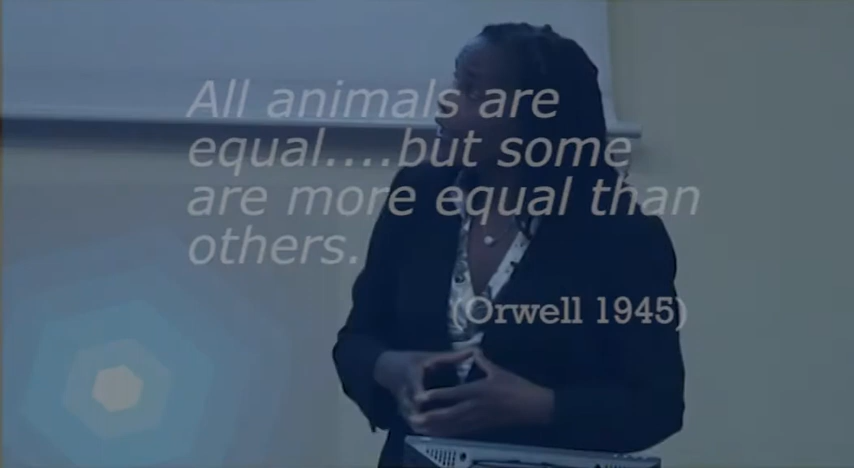 All animals are
equal....but some
are more equal than
others.
(Orwell 1945)